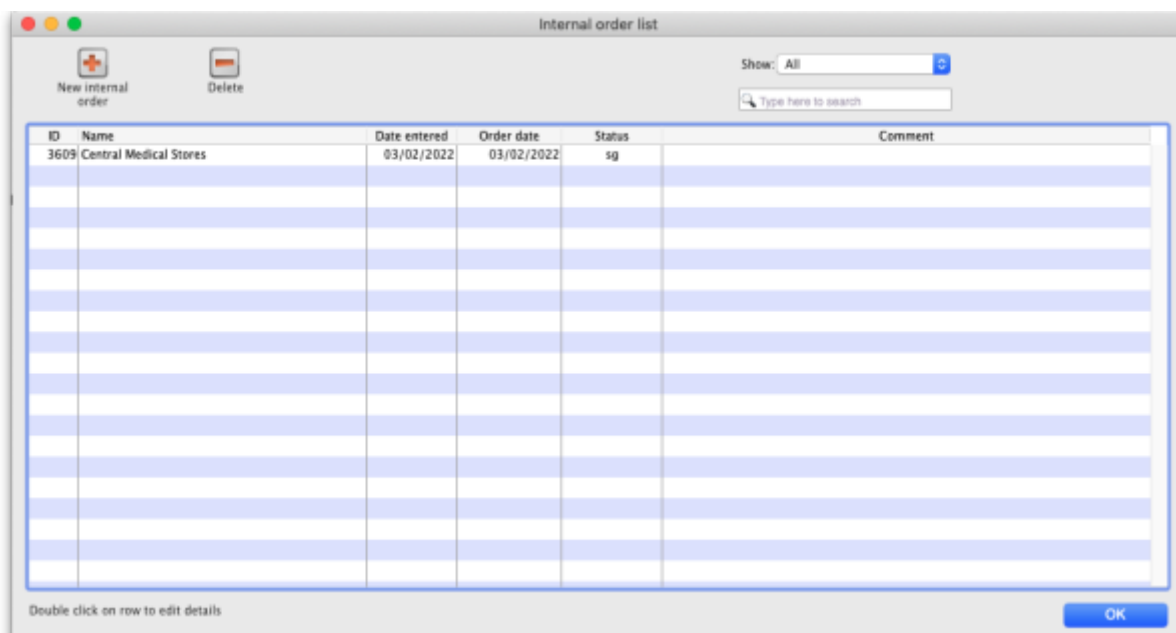 Internal order list
New internal
order
Delete
Show: All
Type here to search
ID Name Date entered Order date Status Comment
3609 Central Medical Stores 03/02/2022 03/02/2022 sg
Double click on row to edit details
OK